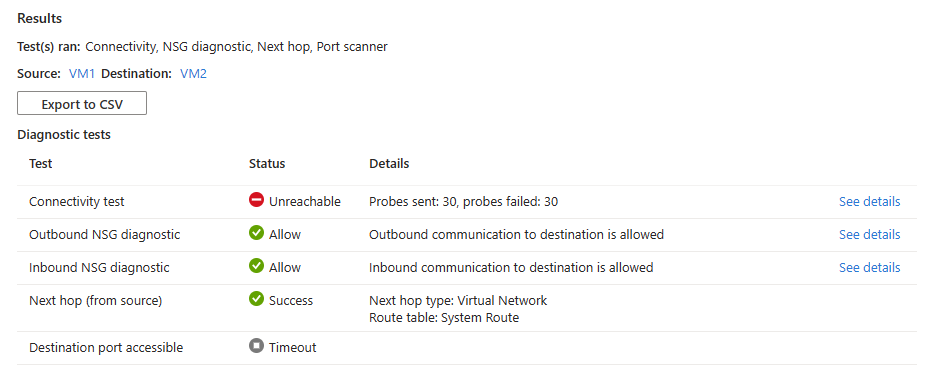 Results
Test(s) ran: Connectivity, NSG diagnostic, Next hop, Port scanner
Source: VM1 Destination: VM2
Export to CSV
Diagnostic tests
Test Status Details
Connectivity test Unreachable Probes sent: 30, probes failed: 30 See details
Outbound NSG diagnostic Allow Outbound communication to destination is allowed See details
Inbound NSG diagnostic Allow Inbound communication to destination is allowed See details
Next hop (from source) Success Next hop type: Virtual Network
Route table: System Route
Destination port accessible Timeout